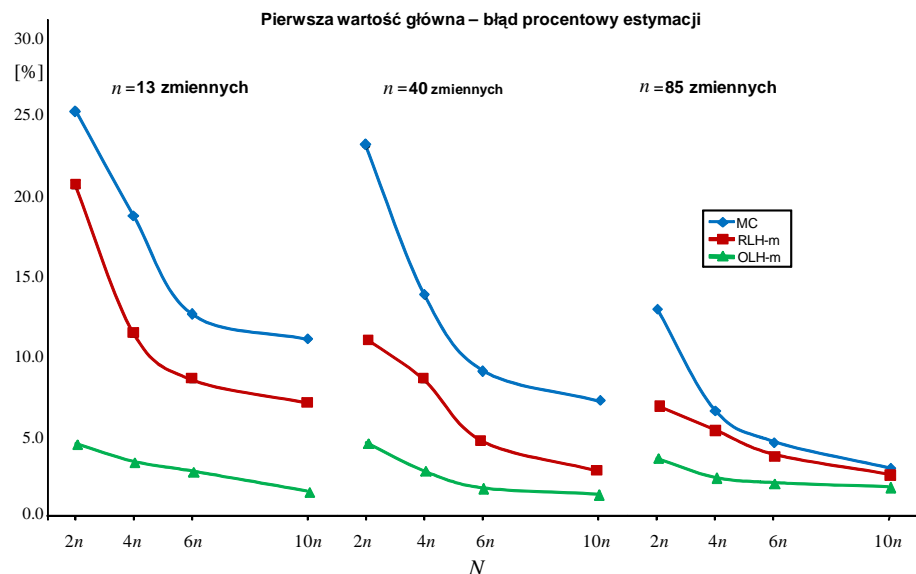 Pierwsza wartość główna – błąd procentowy estymacji
30.0
[%]
n = 13 zmiennych
n = 40 zmiennych
n = 85 zmiennych
25.0
20.0
MC
RLH-m
OLH-m
15.0
10.0
5.0
0.0
2n 4n 6n 10n 2n 4n 6n 10n 2n 4n 6n 10n
N